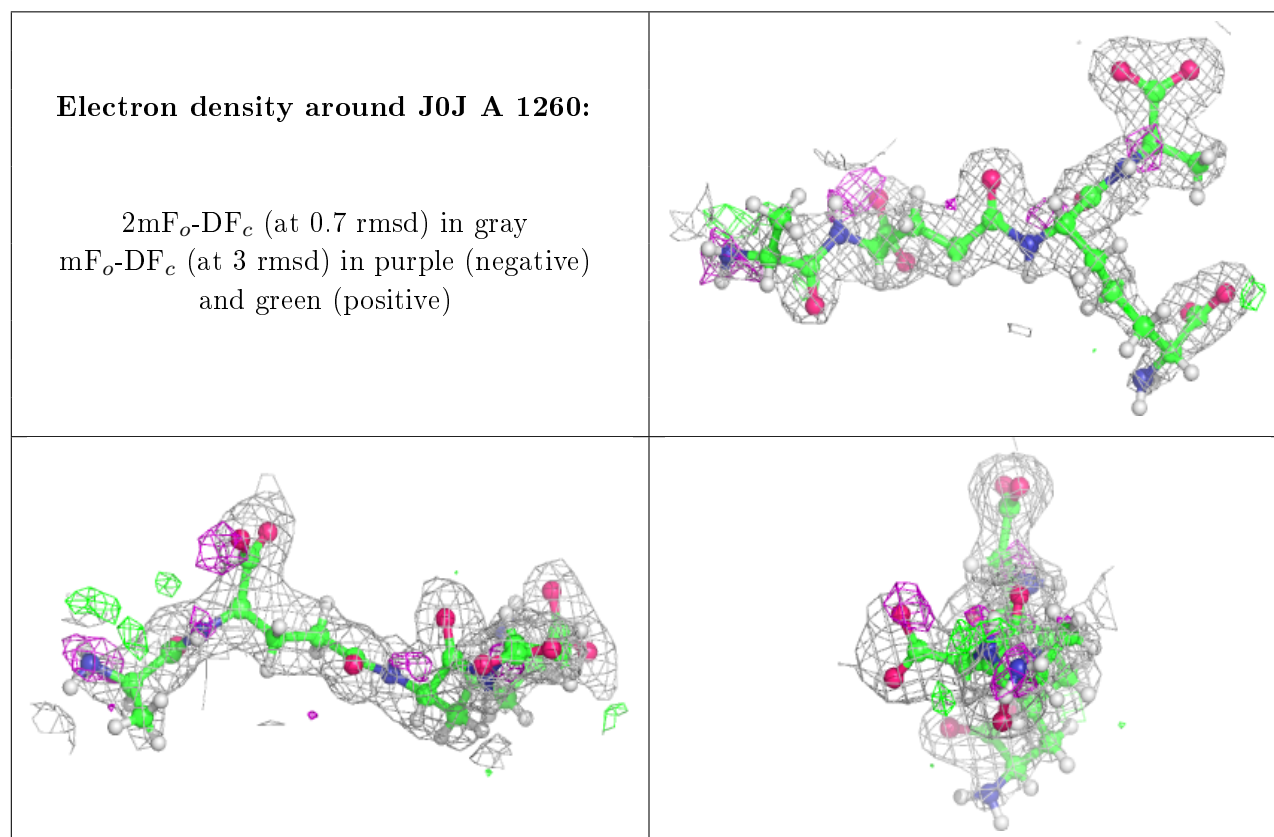 Electron density around J0J A 1260:
2mFo-DFc (at 0.7 rmsd) in gray
mFo-DFc (at 3 rmsd) in purple (negative)
and green (positive)